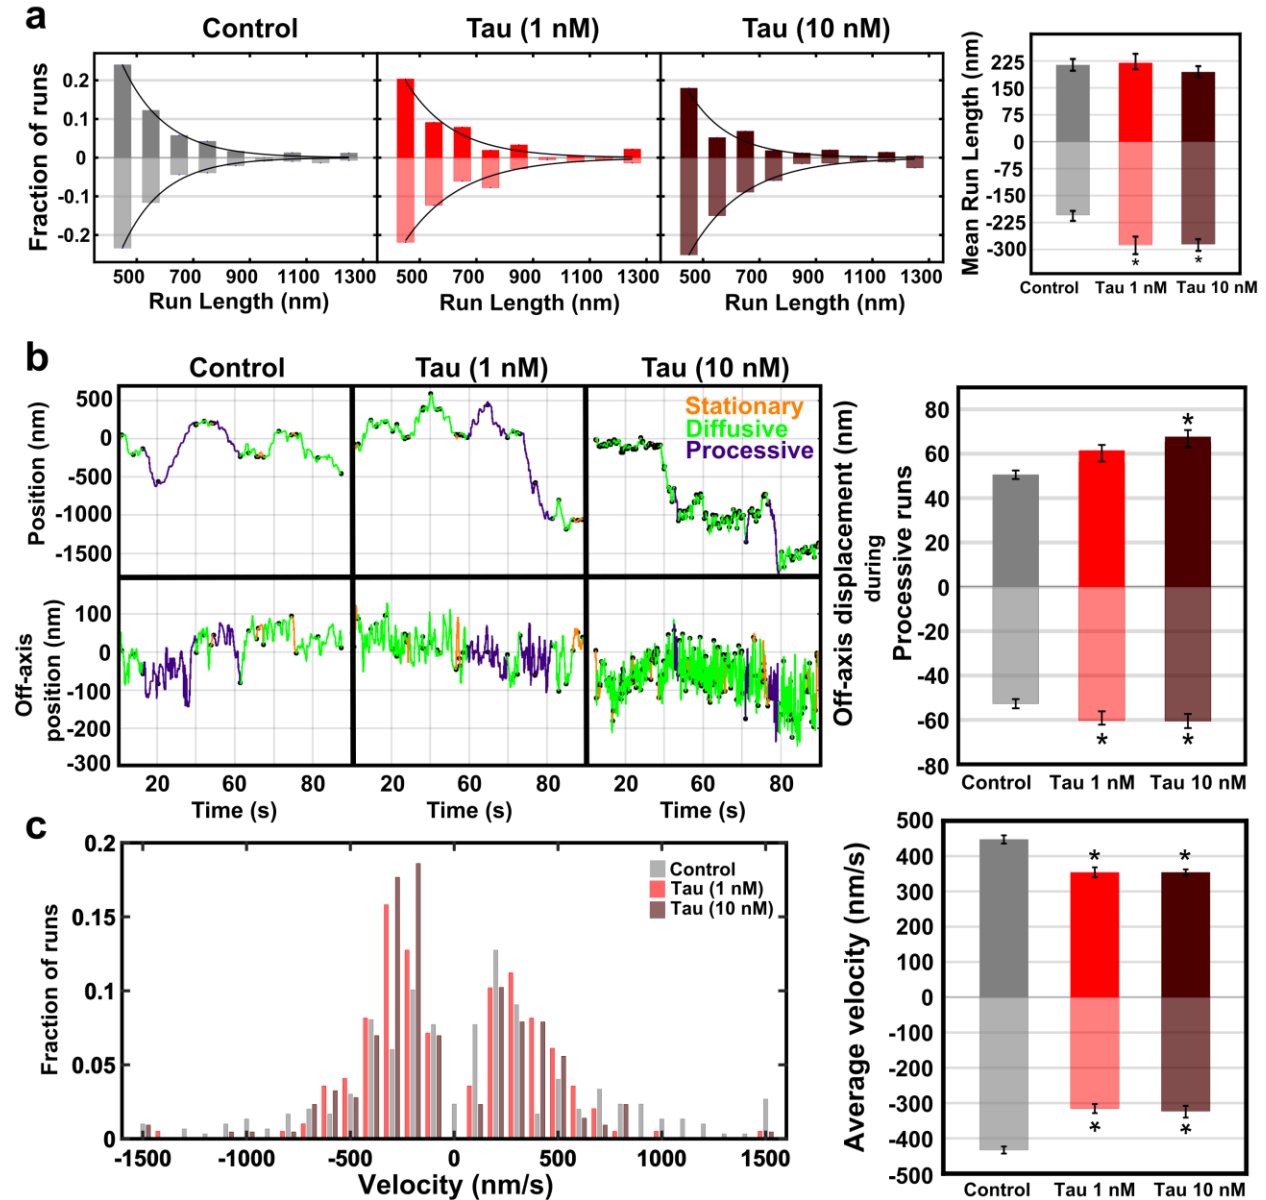 a
Control
Tau (1 nM)
Tau (10 nM)
Fraction of runs
0.2
0.1
0
-0.1
-0.2
500 700 900 1100 1300
500 700 900 1100 1300
500 700 900 1100 1300
Run Length (nm)
Run Length (nm)
Run Length (nm)
Mean Run Length (nm)
225
150
75
0
-75
-150
-225
-300
* *
Control Tau 1 nM Tau 10 nM
b
Control
Tau (1 nM)
Tau (10 nM)
Position (nm)
500
0
-500
-1000
-1500
Stationary
Diffusive
Processive
Off-axis
position (nm)
100
0
-100
-200
-300
20 60 80
20 60 80
20 60 80
Time (s)
Time (s)
Time (s)
Off-axis displacement (nm)
during
Processive runs
80
60
40
20
0
-20
-40
-60
-80
*
* *
Control Tau 1 nM Tau 10 nM
c
Fraction of runs
0.2
0.15
0.1
0.05
0
Control
Tau (1 nM)
Tau (10 nM)
-1500 -1000 -500 0 500 1000 1500
Velocity (nm/s)
Average velocity (nm/s)
500
400
300
200
100
0
-100
-200
-300
-400
-500
* *
* *
Control Tau 1 nM Tau 10 nM